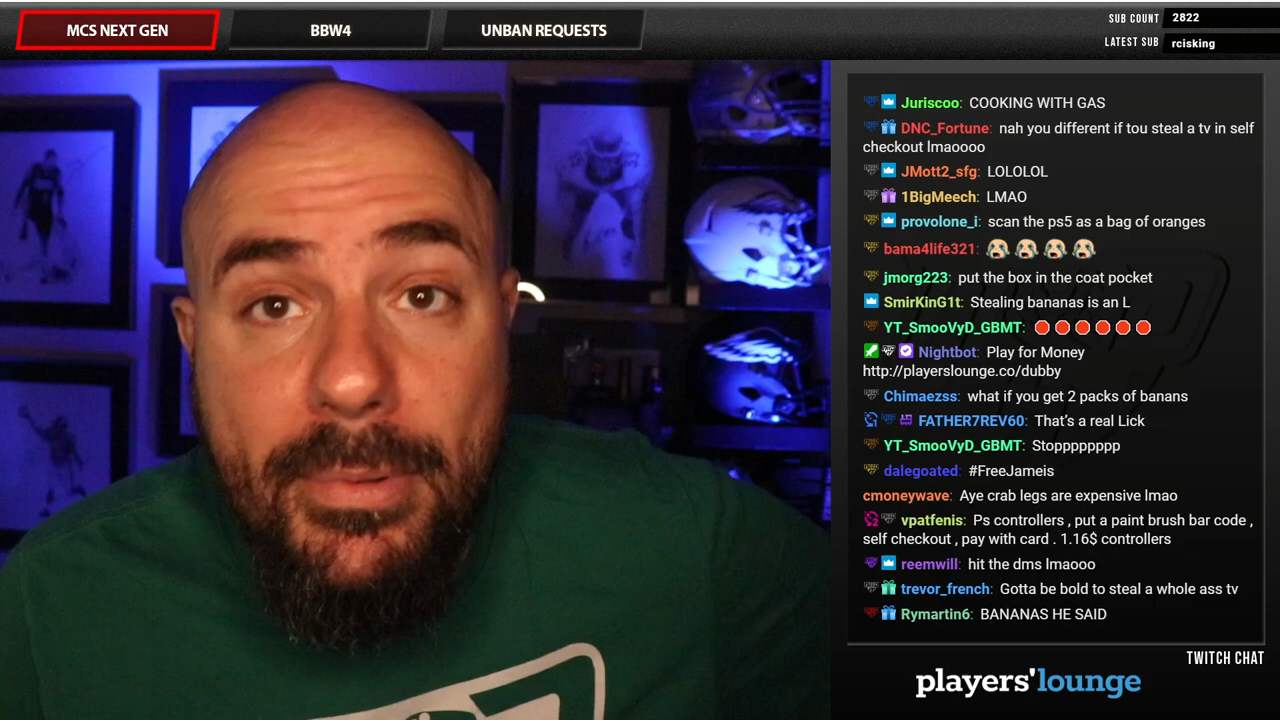 MCS NEXT GEN
BBW4
UNBAN REQUESTS
SUB COUNT 2822
LATEST SUB rcisking
Juriscoo: COOKING WITH GAS
DNC_Fortune: nah you different if tou steal a tv in self
checkout lmaoooo
JMott2_sfg: LOLOLOL
1BigMeech: LMAO
provolone_i: scan the ps5 as a bag of oranges
bama4life321: 😭 😭 😭 😭
jmorg223: put the box in the coat pocket
SmirKinG1t: Stealing bananas is an L
YT_SmooVyD_GBMT: 🛑 🛑 🛑 🛑 🛑 🛑
Nightbot: Play for Money
http://playerslounge.co/dubby
Chimaezss: what if you get 2 packs of banans
FATHER7REV60: That's a real Lick
YT_SmooVyD_GBMT: Stopppppppp
dalegoated: #FreeJameis
cmoneywave: Aye crab legs are expensive lmao
vpatfenis: Ps controllers , put a paint brush bar code ,
self checkout , pay with card . 1.16$ controllers
reemwill: hit the dms lmaooo
trevor_french: Gotta be bold to steal a whole ass tv
Rymartin6: BANANAS HE SAID
TWITCH CHAT
players'lounge